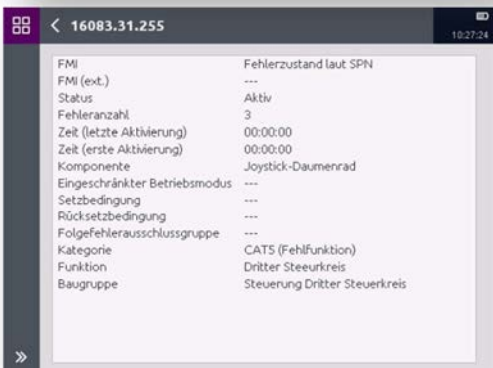 16083.31.255
10:27:24
FMI Fehlerzustand laut SPN
FMI (ext.) ---
Status Aktiv
Fehleranzahl 3
Zeit (letzte Aktivierung) 00:00:00
Zeit (erste Aktivierung) 00:00:00
Komponente Joystick-Daumenrad
Eingeschränkter Betriebsmodus ---
Setzbedingung ---
Rücksetzbedingung ---
Folgefehlerausschlussgruppe ---
Kategorie CAT5 (Fehlfunktion)
Funktion Dritter Steeurkreis
Baugruppe Steuerung Dritter Steuerkreis